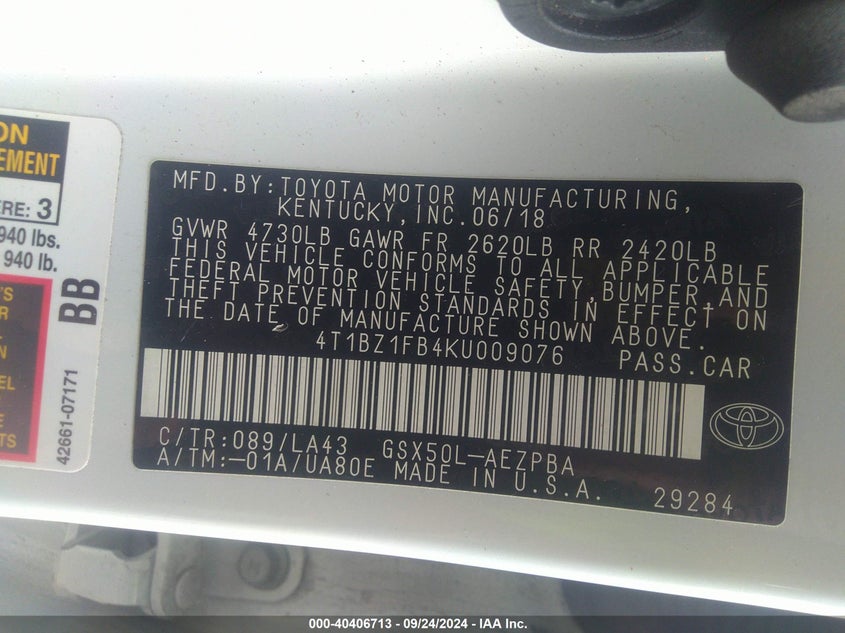 ON
EMENT
ERE: 3
940 lbs.
940 lb.
'S
R
N
EL
E
TS
BB
42661-07171
MFD.BY:TOYOTA MOTOR MANUFACTURING,
KENTUCKY,INC.06/18
GVWR 4730LB GAWR FR 2620LB RR 2420LB
THIS VEHICLE CONFORMS TO ALL APPLICABLE
FEDERAL MOTOR VEHICLE SAFETY,BUMPER,AND
THEFT PREVENTION STANDARDS IN EFFECT ON
THE DATE OF MANUFACTURE SHOWN ABOVE.
4T1BZ1FB4KU009076 PASS.CAR
C/TR:089/LA43 GSX50L-AEZPBA
A/TM:-01A/UA80E MADE IN U.S.A. 29284
000-40406713 - 09/24/2024 - IAA Inc.